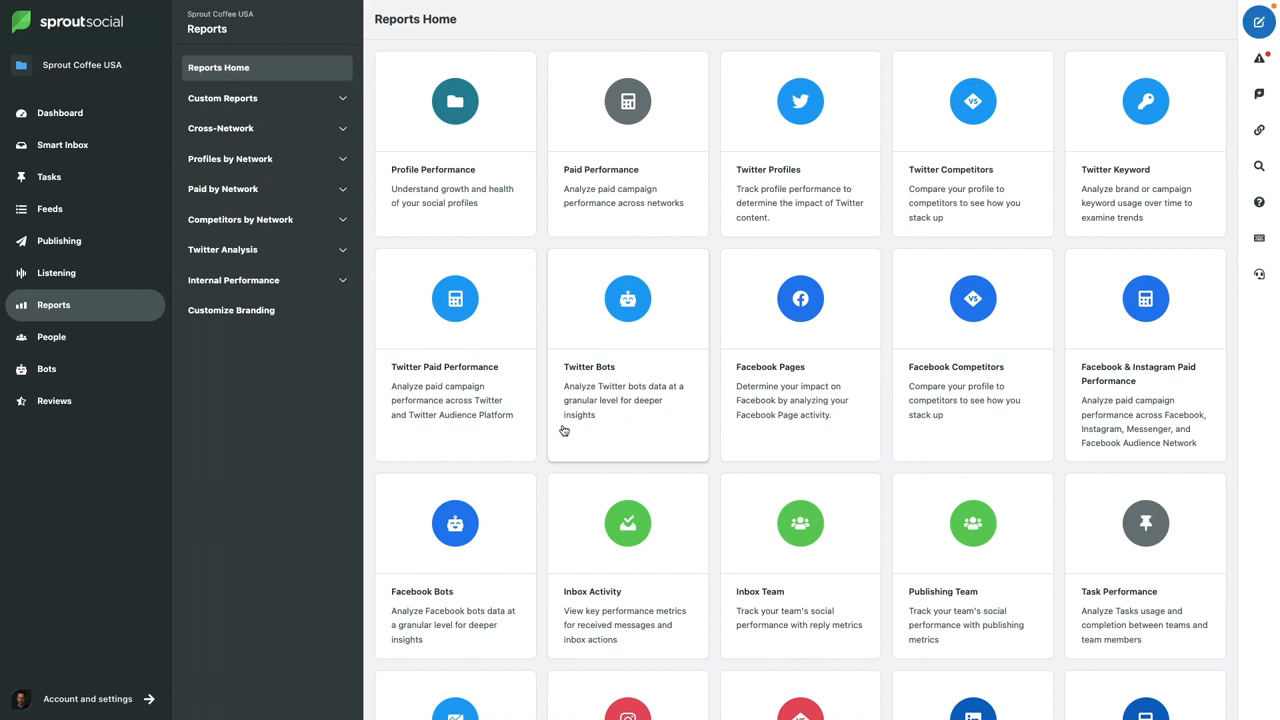 sproutsocial
Sprout Coffee USA
Dashboard
Smart Inbox
Tasks
Feeds
Publishing
Listening
Reports
People
Bots
Reviews
Account and settings
Sprout Coffee USA
Reports
Reports Home
Custom Reports
Cross-Network
Profiles by Network
Paid by Network
Competitors by Network
Twitter Analysis
Internal Performance
Customize Branding
Reports Home
Profile Performance
Understand growth and health
of your social profiles
Paid Performance
Analyze paid campaign
performance across networks
Twitter Profiles
Track profile performance to
determine the impact of Twitter
content.
VS
Twitter Competitors
Compare your profile to
competitors to see how you
stack up
Twitter Keyword
Analyze brand or campaign
keyword usage over time to
examine trends
Twitter Paid Performance
Analyze paid campaign
performance across Twitter
and Twitter Audience Platform
Twitter Bots
Analyze Twitter bots data at a
granular level for deeper
insights
Facebook Pages
Determine your impact on
Facebook by analyzing your
Facebook Page activity.
VS
Facebook Competitors
Compare your profile to
competitors to see how you
stack up
Facebook & Instagram Paid
Performance
Analyze paid campaign
performance across Facebook,
Instagram, Messenger, and
Facebook Audience Network
Facebook Bots
Analyze Facebook bots data at
a granular level for deeper
insights
Inbox Activity
View key performance metrics
for received messages and
inbox actions
Inbox Team
Track your team's social
performance with reply metrics
Publishing Team
Track your team's social
performance with publishing
metrics
Task Performance
Analyze Tasks usage and
completion between teams and
team members